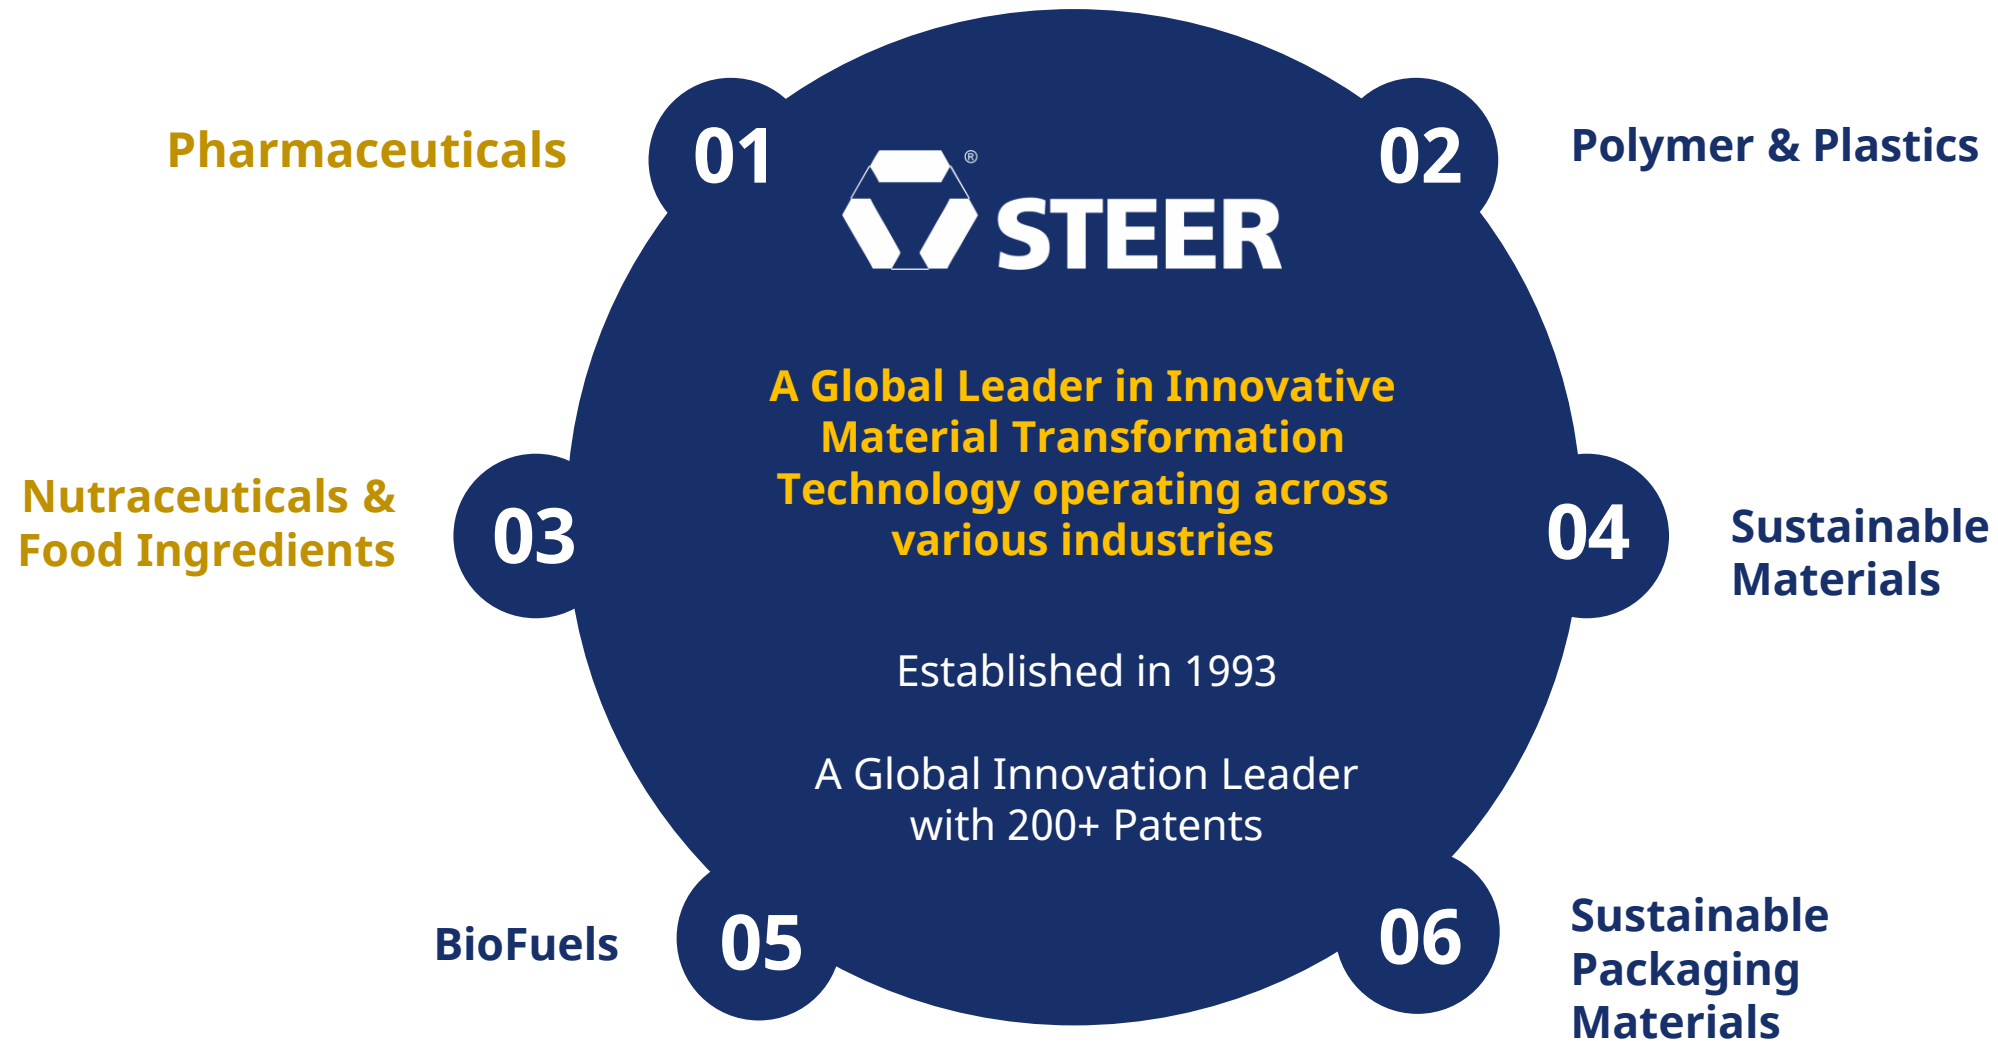 01
Pharmaceuticals
02
Polymer & Plastics
®
STEER
A Global Leader in Innovative
Material Transformation
Technology operating across
various industries
03
Nutraceuticals &
Food Ingredients
04
Sustainable
Materials
Established in 1993
A Global Innovation Leader
with 200+ Patents
05
BioFuels
06
Sustainable
Packaging
Materials